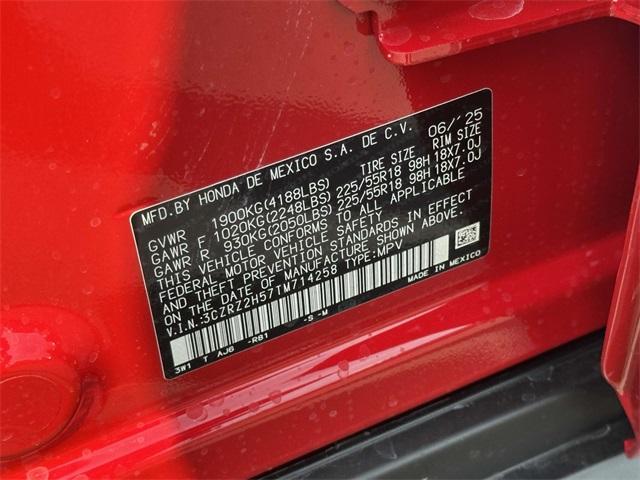 MFD.BY HONDA DE MEXICO S.A. DE C.V. 06/'25
TIRE SIZE RIM SIZE
GVWR 1900KG(4188LBS)
GAWR F 1020KG(2248LBS) 225/55R18 98H 18X7.0J
GAWR R 930KG(2050LBS) 225/55R18 98H 18X7.0J
THIS VEHICLE CONFORMS TO ALL APPLICABLE
FEDERAL MOTOR VEHICLE SAFETY
AND THEFT PREVENTION STANDARDS IN EFFECT
ON THE DATE OF MANUFACTURE SHOWN ABOVE.
V.I.N.:3CZRZ2H57TM714258 TYPE:MPV
MADE IN MEXICO
3W1 T AJ6 -RB1 -S -M